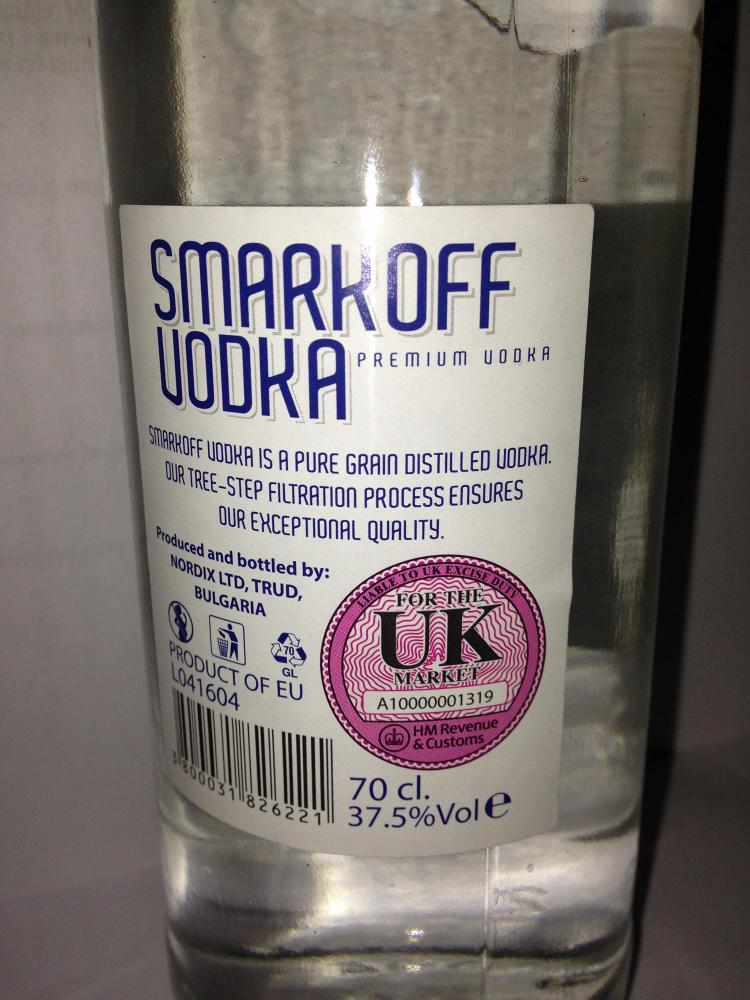 SMARKOFF
VODKA
PREMIUM VODKA
SMARKOFF VODKA IS A PURE GRAIN DISTILLED VODKA.
OUR TREE-STEP FILTRATION PROCESS ENSURES
OUR EXCEPTIONAL QUALITY.
Produced and bottled by:
NORDIX LTD, TRUD,
BULGARIA
70
GL
PRODUCT OF EU
L041604
3800031826221
LIABLE TO UK EXCISE DUTY
FOR THE
UK
MARKET
A10000001319
HM Revenue
& Customs
70 cl.
37.5%Vol e